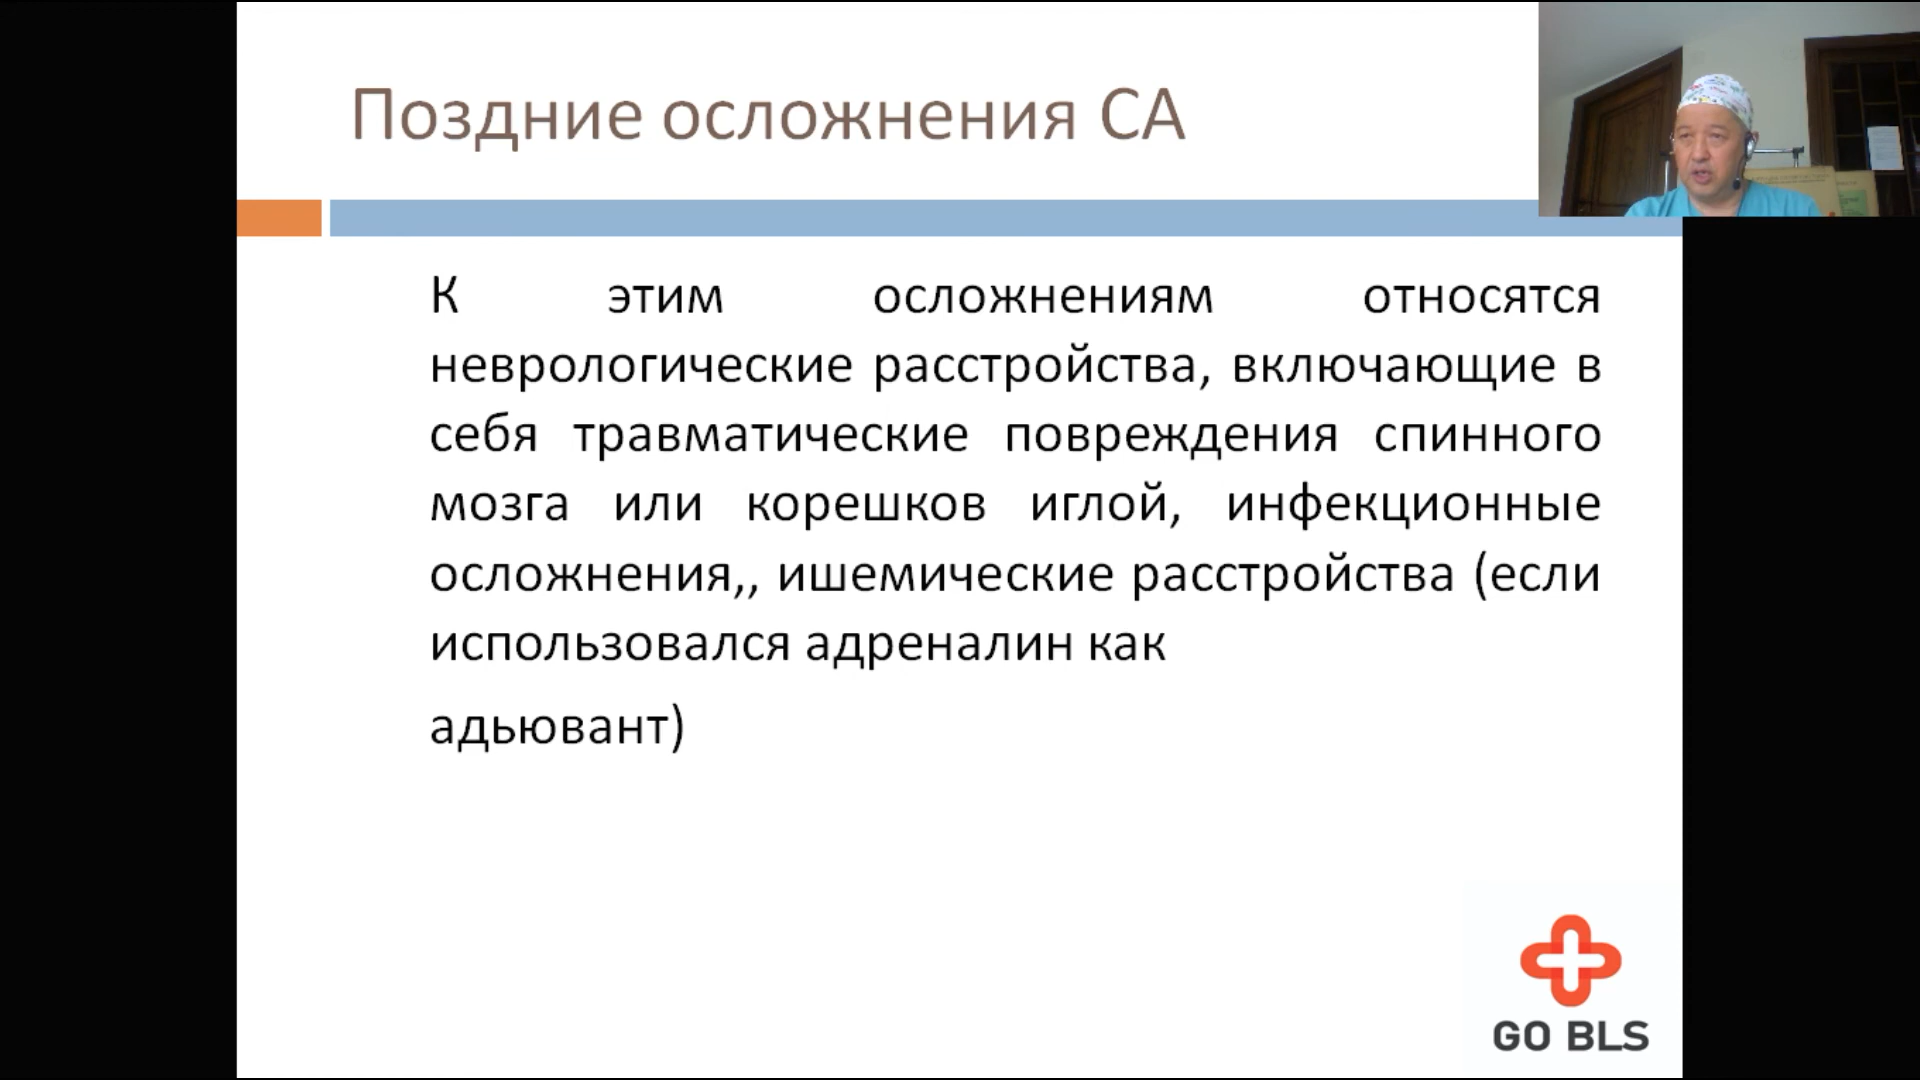 Поздние осложнения СА
К этим осложнениям относятся
неврологические расстройства, включающие в
себя травматические повреждения спинного
мозга или корешков иглой, инфекционные
осложнения,, ишемические расстройства (если
использовался адреналин как
адьювант)
GO BLS